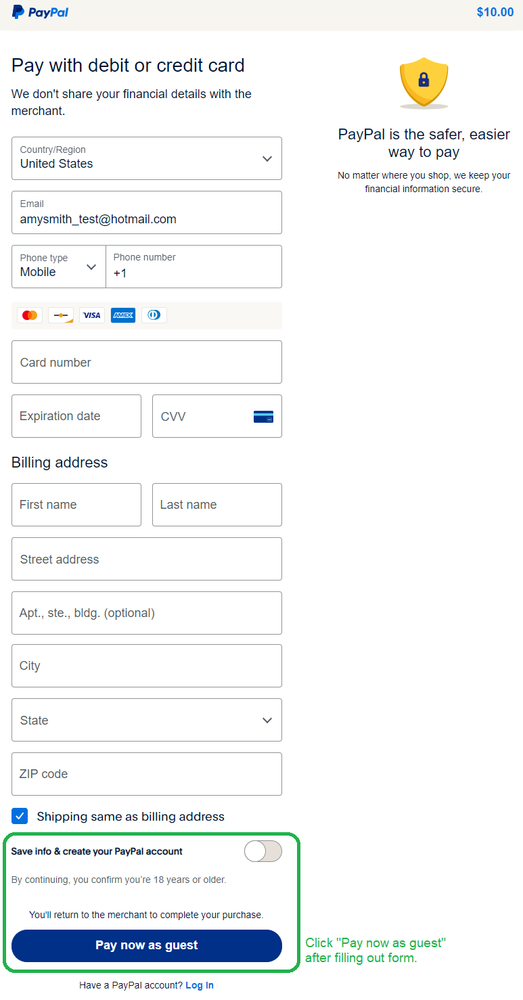 PayPal
$10.00
Pay with debit or credit card
We don't share your financial details with the
merchant.
PayPal is the safer, easier
way to pay
No matter where you shop, we keep your
financial information secure.
Country/Region
United States
Email
amysmith_test@hotmail.com
Phone type
Mobile
Phone number
+1
VISA
AMEX
Card number
Expiration date
CVV
Billing address
First name
Last name
Street address
Apt., ste., bldg. (optional)
City
State
ZIP code
Shipping same as billing address
Save info & create your PayPal account
By continuing, you confirm you're 18 years or older.
You'll return to the merchant to complete your purchase.
Pay now as guest
Click "Pay now as guest"
after filling out form.
Have a PayPal account? Log In